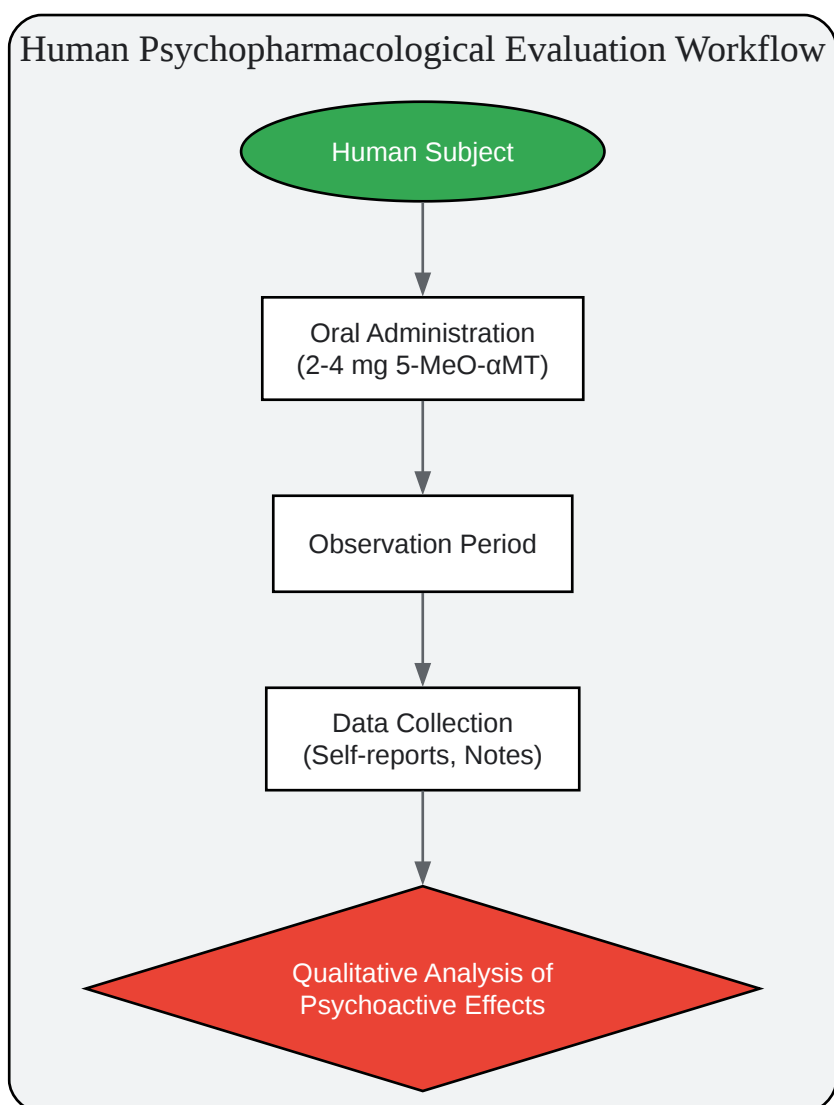 Human Psychopharmacological Evaluation Workflow
Human Subject
Oral Administration
(2-4 mg 5-MeO-αMT)
Observation Period
Data Collection
(Self-reports, Notes)
Qualitative Analysis of
Psychoactive Effects